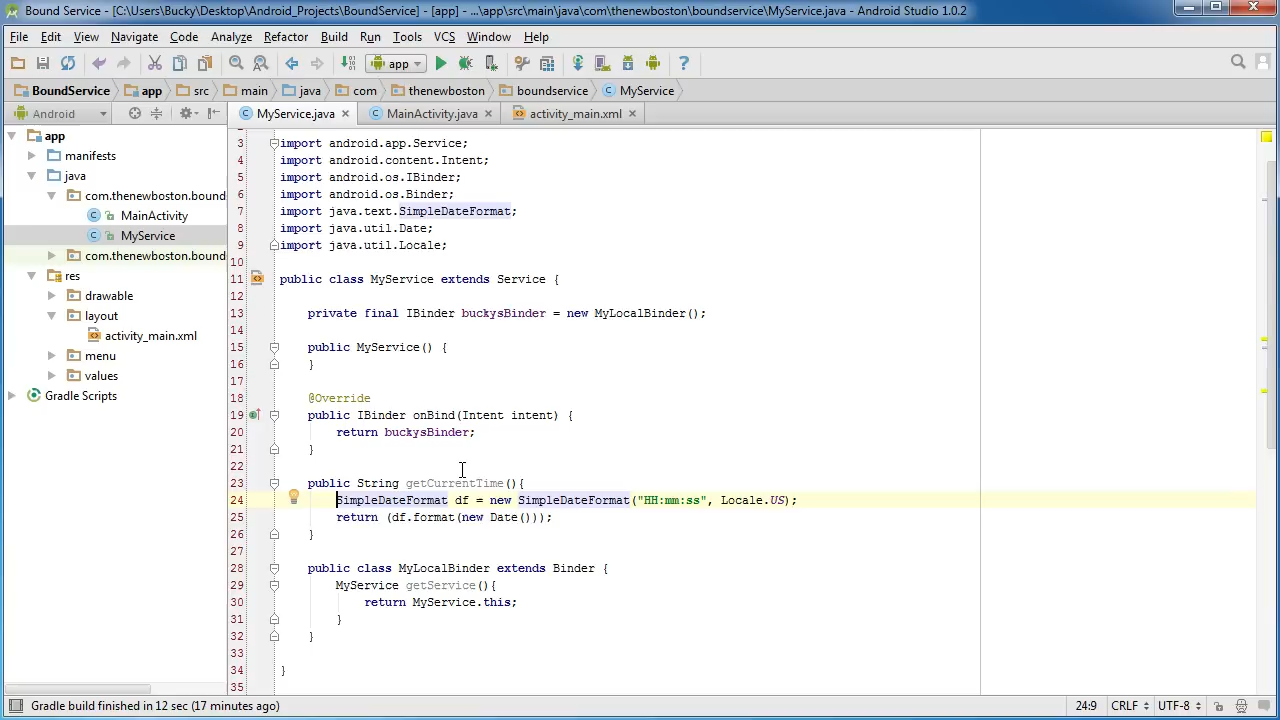 Bound Service - [C:\Users\Bucky\Desktop\Android_Projects\BoundService] - [app] - ...\app\src\main\java\com\thenewboston\boundservice\MyService.java - Android Studio 1.0.2
File Edit View Navigate Code Analyze Refactor Build Run Tools VCS Window Help
app
BoundService app src main java com thenewboston boundservice MyService
Android MyService.java MainActivity.java activity_main.xml
app
manifests
java
com.thenewboston.bound
MainActivity
MyService
com.thenewboston.bound
res
drawable
layout
activity_main.xml
menu
values
Gradle Scripts
3 import android.app.Service;
4 import android.content.Intent;
5 import android.os.IBinder;
6 import android.os.Binder;
7 import java.text.SimpleDateFormat;
8 import java.util.Date;
9 import java.util.Locale;
10
11 public class MyService extends Service {
12
13 private final IBinder buckysBinder = new MyLocalBinder();
14
15 public MyService() {
16 }
17
18 @Override
19 public IBinder onBind(Intent intent) {
20 return buckysBinder;
21 }
22
23 public String getCurrentTime(){
24 SimpleDateFormat df = new SimpleDateFormat("HH:mm:ss", Locale.US);
25 return (df.format(new Date()));
26 }
27
28 public class MyLocalBinder extends Binder {
29 MyService getService(){
30 return MyService.this;
31 }
32 }
33
34 }
35
Gradle build finished in 12 sec (17 minutes ago) 24:9 CRLF UTF-8